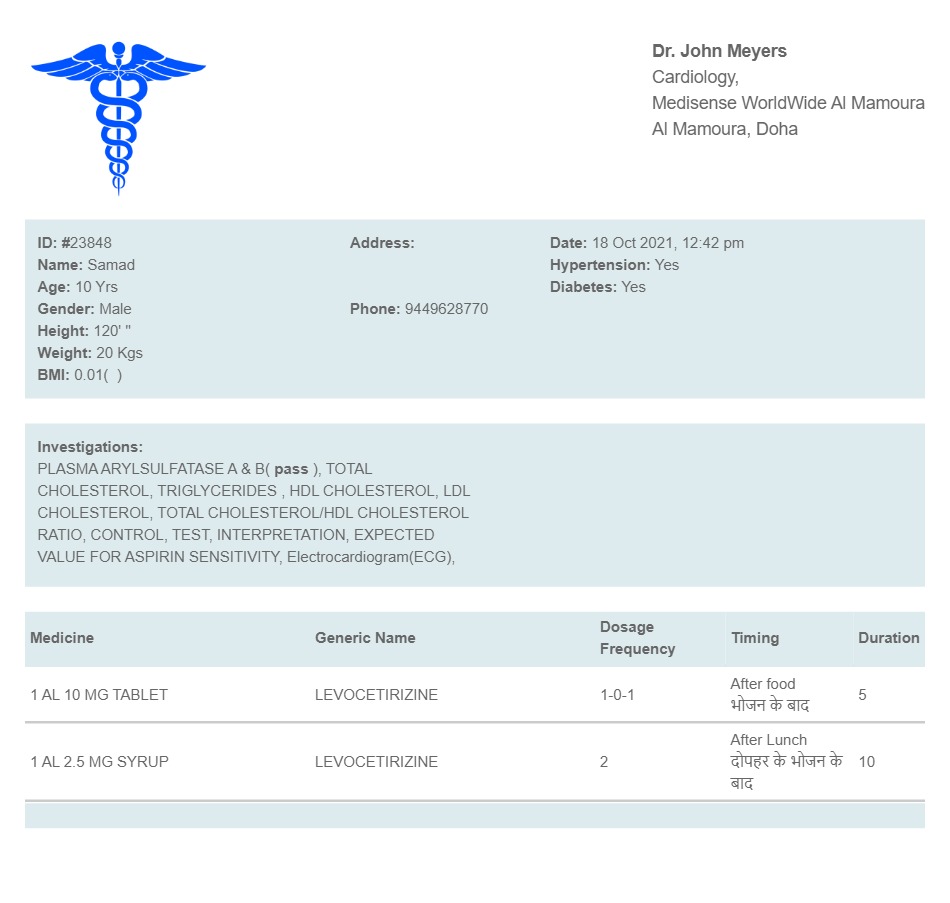 Dr. John Meyers
Cardiology,
Medisense WorldWide Al Mamoura
Al Mamoura, Doha
ID: #23848
Name: Samad
Age: 10 Yrs
Gender: Male
Height: 120' "
Weight: 20 Kgs
BMI: 0.01( )
Address:
Phone: 9449628770
Date: 18 Oct 2021, 12:42 pm
Hypertension: Yes
Diabetes: Yes
Investigations:
PLASMA ARYLSULFATASE A & B( pass ), TOTAL
CHOLESTEROL, TRIGLYCERIDES , HDL CHOLESTEROL, LDL
CHOLESTEROL, TOTAL CHOLESTEROL/HDL CHOLESTEROL
RATIO, CONTROL, TEST, INTERPRETATION, EXPECTED
VALUE FOR ASPIRIN SENSITIVITY, Electrocardiogram(ECG),
Medicine Generic Name Dosage Frequency Timing Duration
1 AL 10 MG TABLET LEVOCETIRIZINE 1-0-1 After food 5
भोजन के बाद
1 AL 2.5 MG SYRUP LEVOCETIRIZINE 2 After Lunch 10
दोपहर के भोजन के
बाद